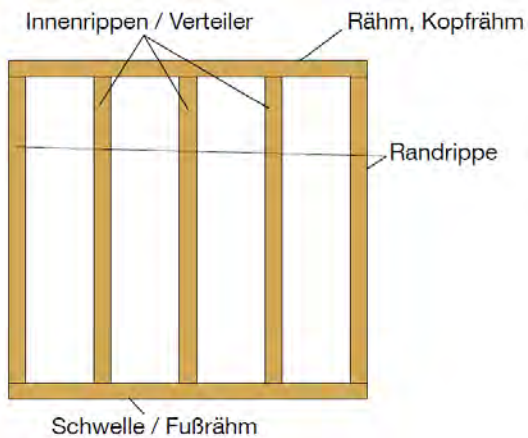 Innenrippen / Verteiler
Rähm, Kopfrähm
Randrippe
Schwelle / Fußrähm